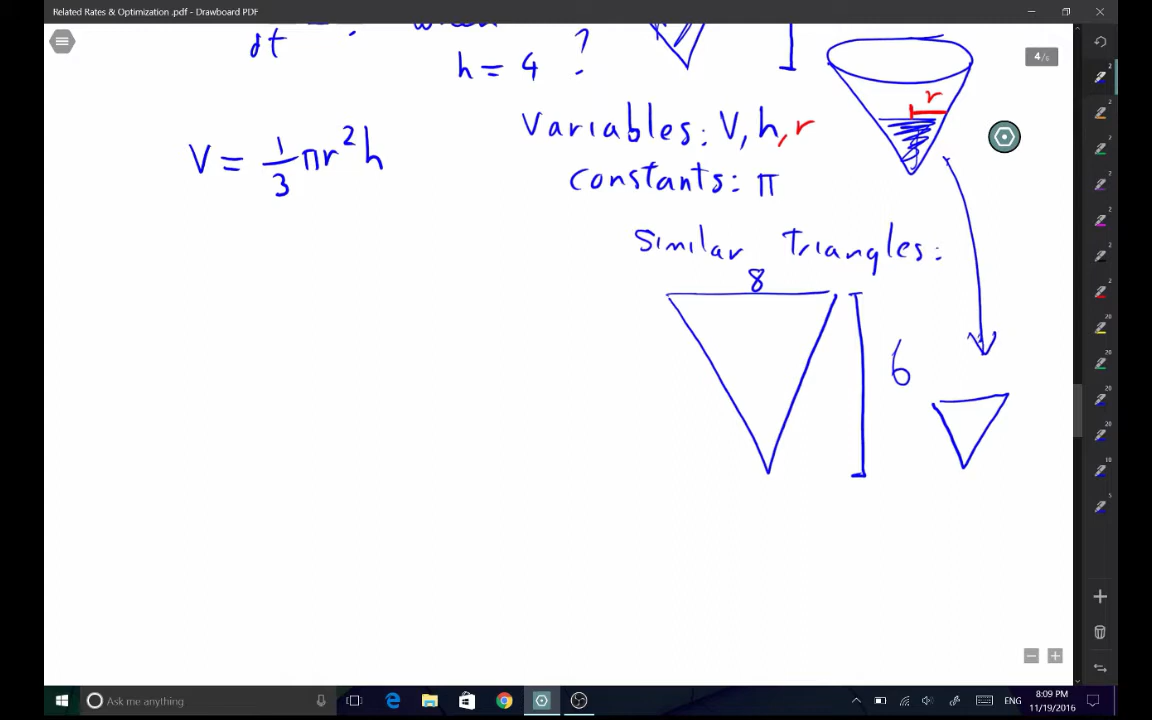 Related Rates & Optimization .pdf - Drawboard PDF
dt
h = 4 ?
4/6
r
Variables: V, h, r
V = 1/3 πr²h
constants: π
Similar Triangles:
8
6
Ask me anything
ENG
8:09 PM
11/19/2016